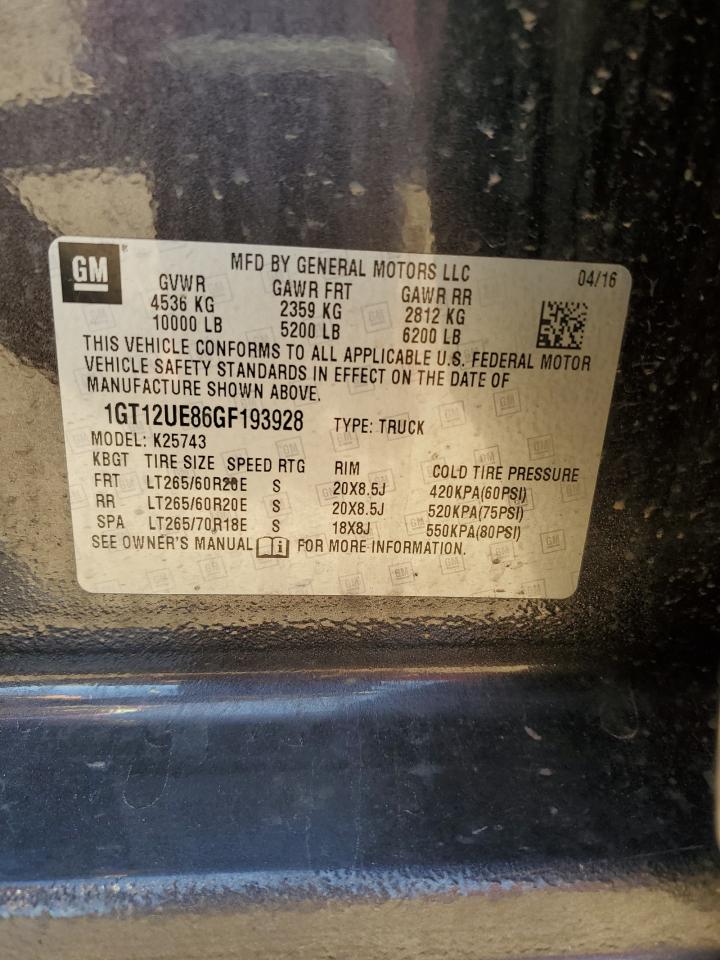 GM
MFD BY GENERAL MOTORS LLC 04/16
GVWR GAWR FRT GAWR RR
4536 KG 2359 KG 2812 KG
10000 LB 5200 LB 6200 LB
THIS VEHICLE CONFORMS TO ALL APPLICABLE U.S. FEDERAL MOTOR
VEHICLE SAFETY STANDARDS IN EFFECT ON THE DATE OF
MANUFACTURE SHOWN ABOVE.
1GT12UE86GF193928 TYPE: TRUCK
MODEL: K25743
KBGT TIRE SIZE SPEED RTG RIM COLD TIRE PRESSURE
FRT LT265/60R20E S 20X8.5J 420KPA(60PSI)
RR LT265/60R20E S 20X8.5J 520KPA(75PSI)
SPA LT265/70R18E S 18X8J 550KPA(80PSI)
SEE OWNER'S MANUAL i FOR MORE INFORMATION.